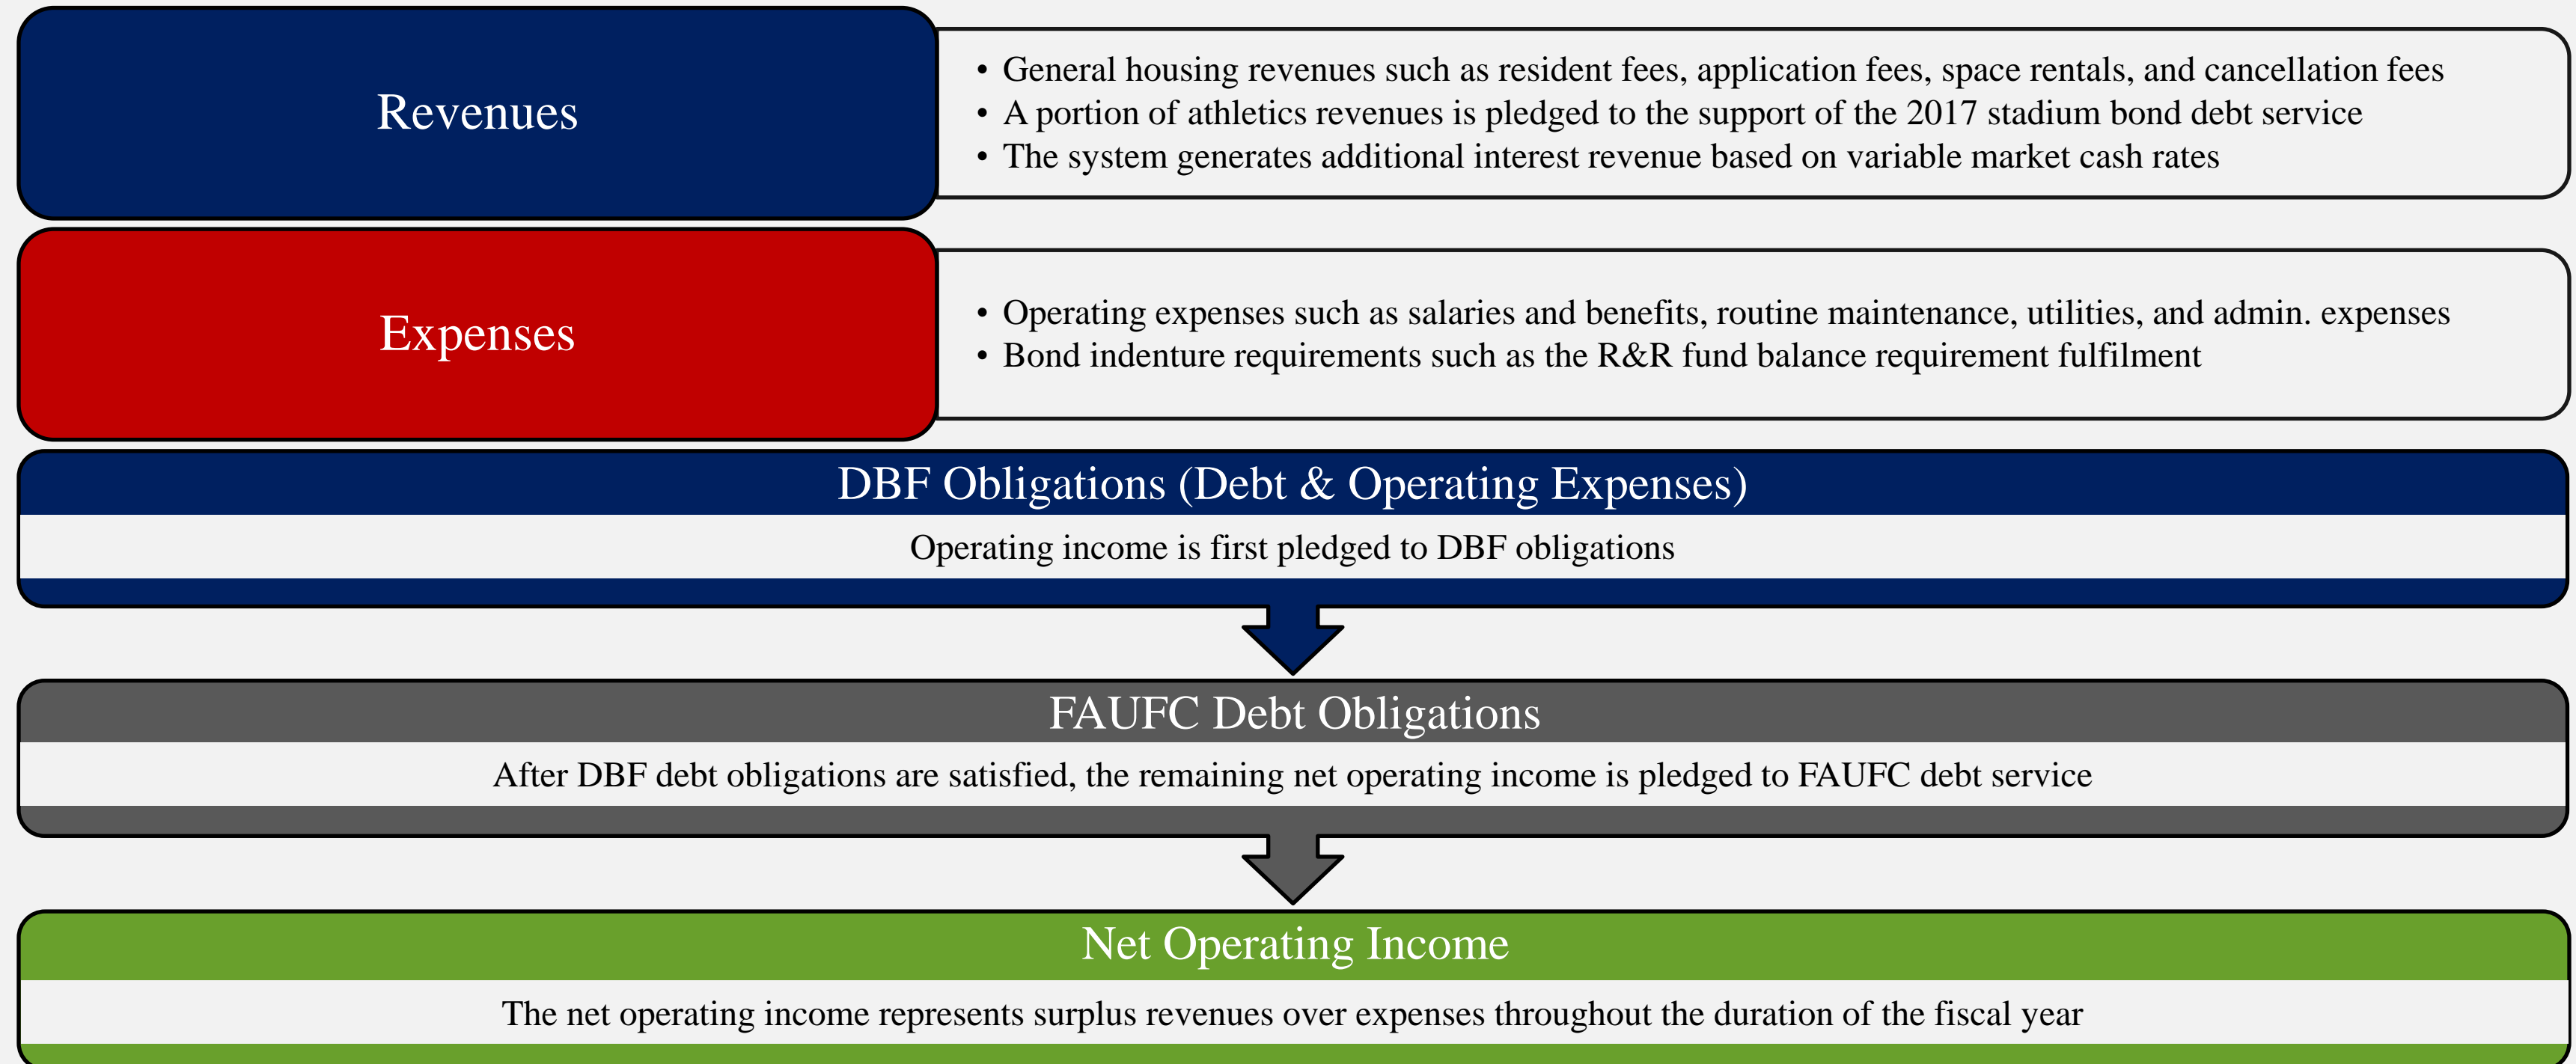 Revenues
• General housing revenues such as resident fees, application fees, space rentals, and cancellation fees
• A portion of athletics revenues is pledged to the support of the 2017 stadium bond debt service
• The system generates additional interest revenue based on variable market cash rates
Expenses
• Operating expenses such as salaries and benefits, routine maintenance, utilities, and admin. expenses
• Bond indenture requirements such as the R&R fund balance requirement fulfilment
DBF Obligations (Debt & Operating Expenses)
Operating income is first pledged to DBF obligations
FAUFC Debt Obligations
After DBF debt obligations are satisfied, the remaining net operating income is pledged to FAUFC debt service
Net Operating Income
The net operating income represents surplus revenues over expenses throughout the duration of the fiscal year